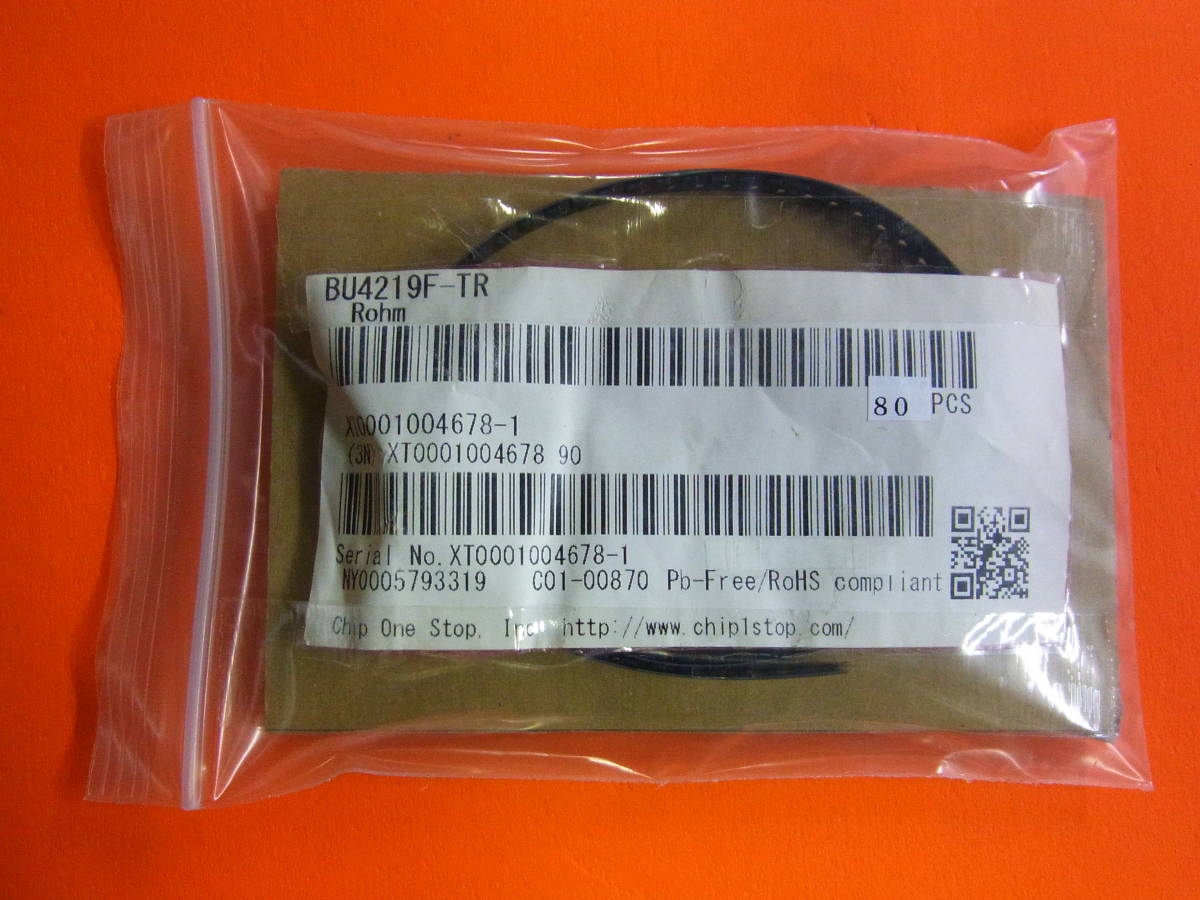 BU4219F-TR
Rohm
80 PCS
XT0001004678-1
(3N) XT0001004678 90
Serial No. XT0001004678-1
NY0005793319 C01-00870 Pb-Free/RoHS compliant
Chip One Stop, Inc. http://www.chip1stop.com/